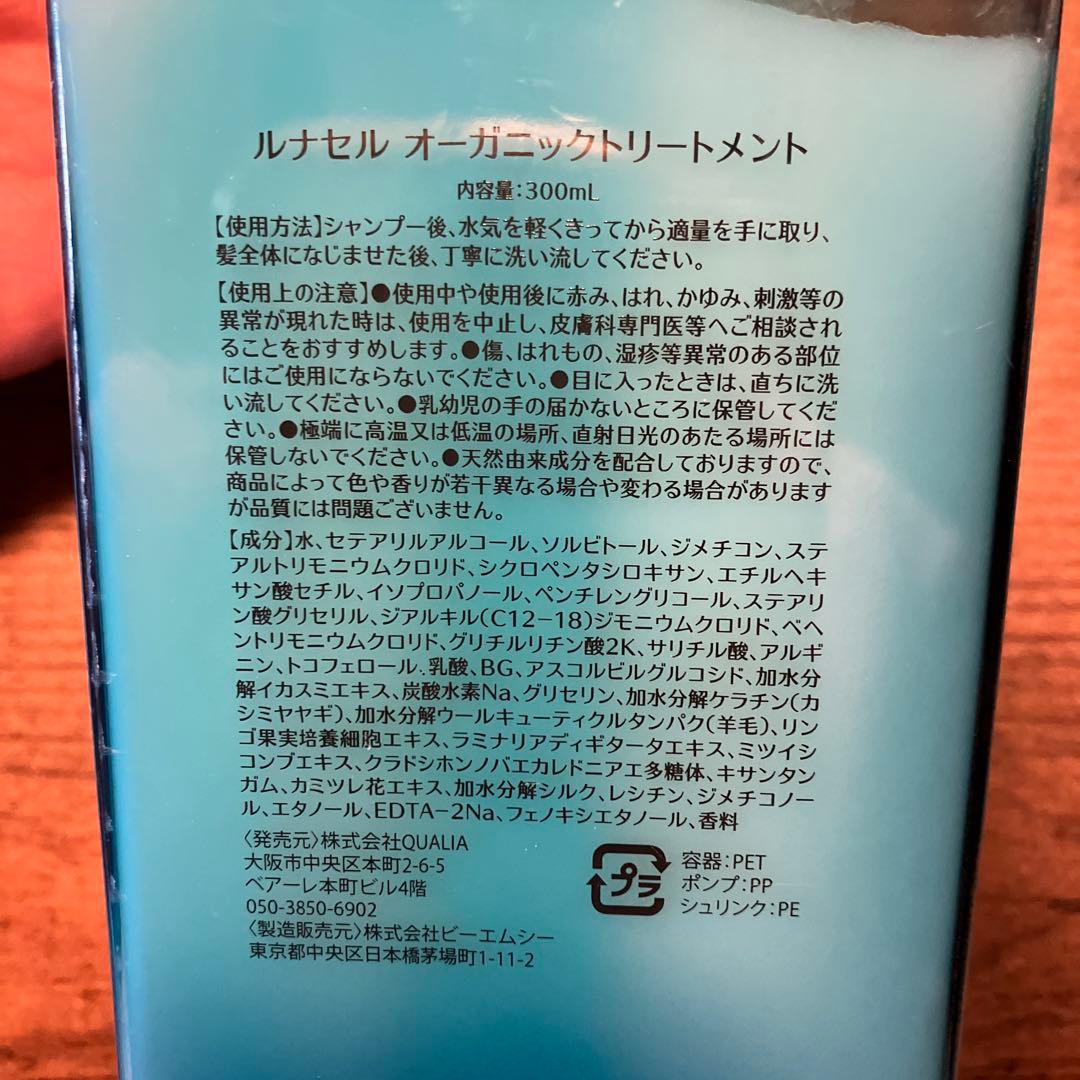 ルナセル オーガニックトリートメント
内容量:300mL
【使用方法】シャンプー後、水気を軽くきってから適量を手に取り、
髪全体になじませた後、丁寧に洗い流してください。
【使用上の注意】●使用中や使用後に赤み、はれ、かゆみ、刺激等の
異常が現れた時は、使用を中止し、皮膚科専門医等へご相談され
ることをおすすめします。●傷、はれもの、湿疹等異常のある部位
にはご使用にならないでください。●目に入ったときは、直ちに洗
い流してください。●乳幼児の手の届かないところに保管してくだ
さい。●極端に高温又は低温の場所、直射日光のあたる場所には
保管しないでください。●天然由来成分を配合しておりますので、
商品によって色や香りが若干異なる場合や変わる場合があります
が品質には問題ございません。
【成分】水、セテアリルアルコール、ソルビトール、ジメチコン、ステ
アルトリモニウムクロリド、シクロペンタシロキサン、エチルヘキ
サン酸セチル、イソプロパノール、ペンチレングリコール、ステアリ
ン酸グリセリル、ジアルキル(C12-18)ジモニウムクロリド、ベヘ
ントリモニウムクロリド、グリチルリチン酸2K、サリチル酸、アルギ
ニン、トコフェロール、乳酸、BG、アスコルビルグルコシド、加水分
解イカスミエキス、炭酸水素Na、グリセリン、加水分解ケラチン(カ
シミヤヤギ)、加水分解ウールキューティクルタンパク(羊毛)、リン
ゴ果実培養細胞エキス、ラミナリアディギタータエキス、ミツイシ
コンブエキス、クラドシホンノバエカレドニアエ多糖体、キサンタン
ガム、カミツレ花エキス、加水分解シルク、レシチン、ジメチコノー
ル、エタノール、EDTA-2Na、フェノキシエタノール、香料
〈発売元〉株式会社QUALIA
大阪市中央区本町2-6-5
ベアーレ本町ビル4階
050-3850-6902
〈製造販売元〉株式会社ビーエムシー
東京都中央区日本橋茅場町1-11-2
プラ
容器:PET
ポンプ:PP
シュリンク:PE